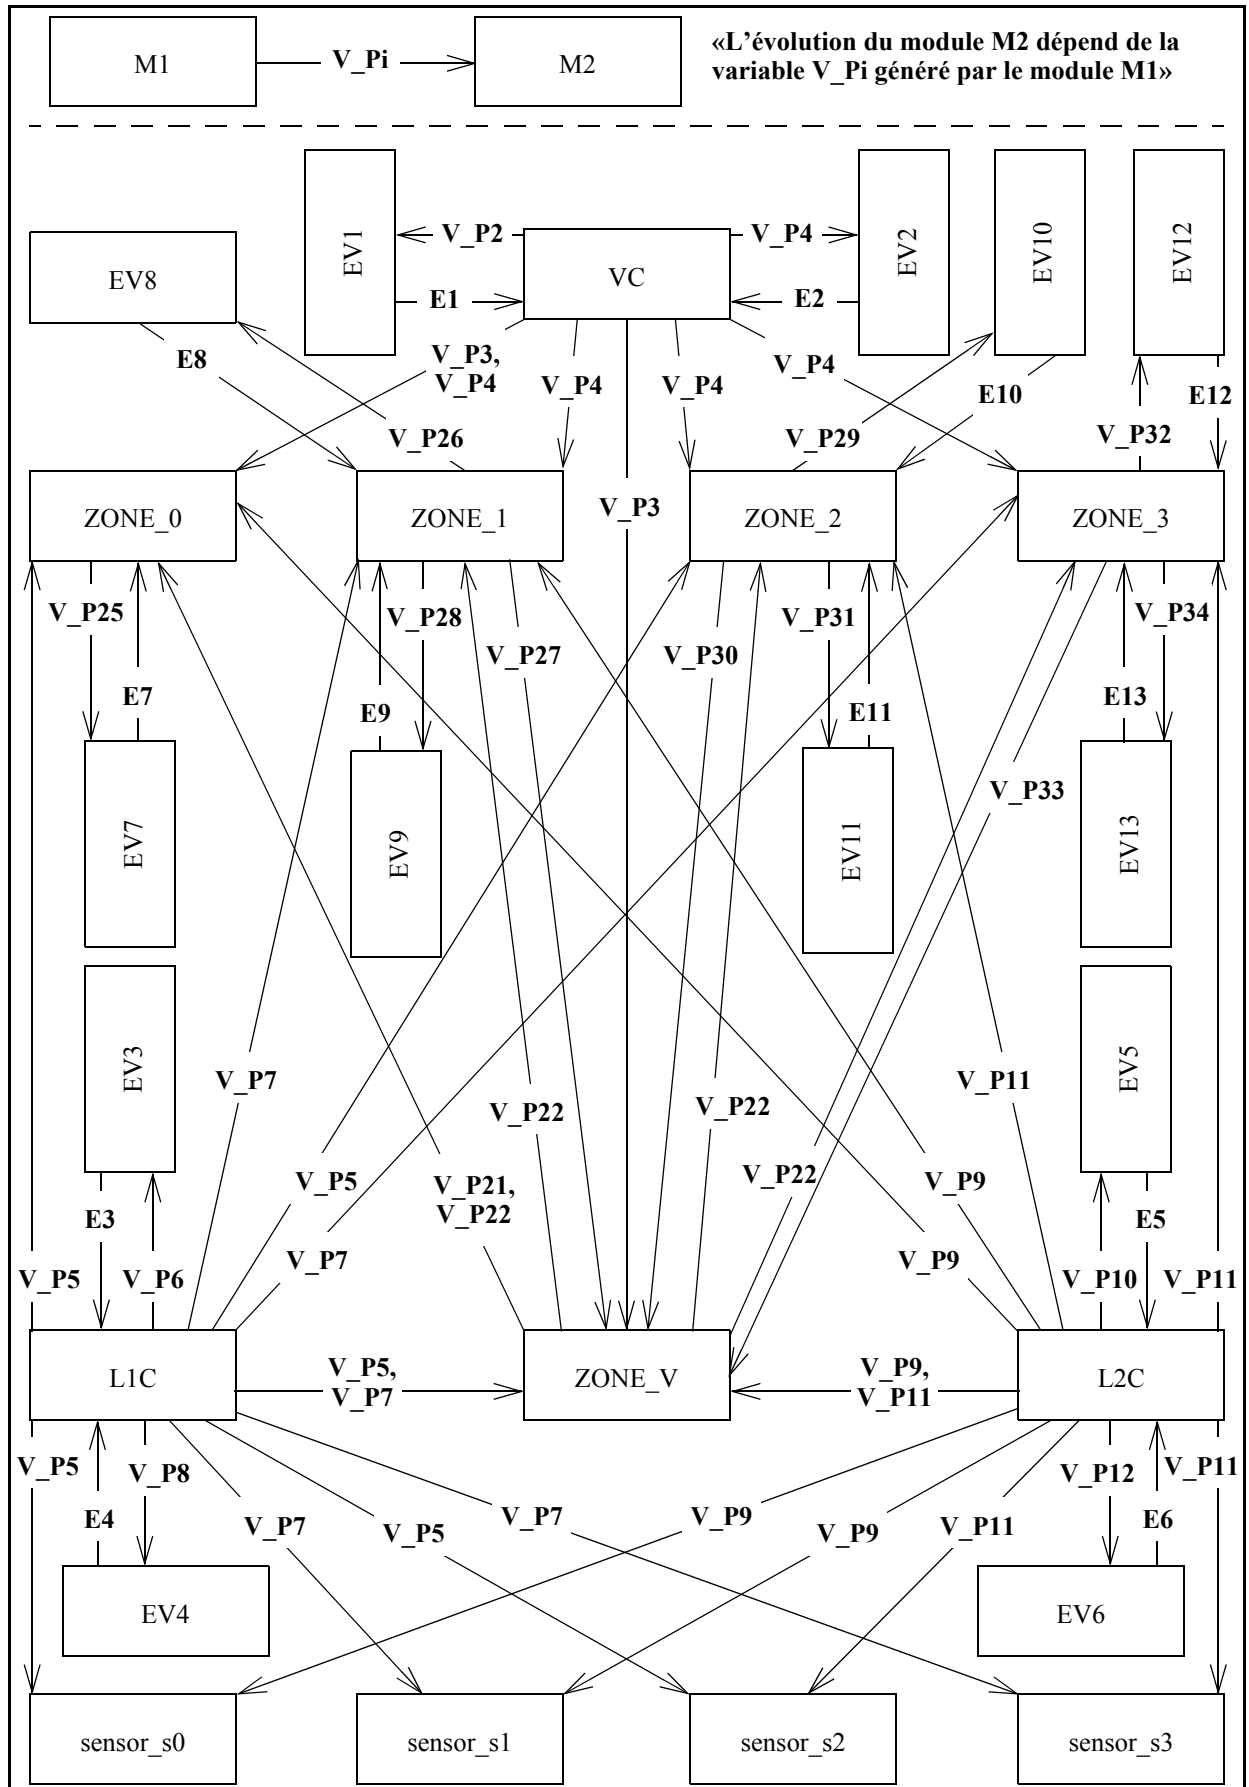 M1
V_Pi
M2
«L'évolution du module M2 dépend de la
variable V_Pi généré par le module M1»
EV1
V_P2
VC
V_P4
EV2
EV10
EV12
EV8
E1
E2
E8
V_P3,
V_P4
V_P4
V_P4
V_P4
E10
E12
V_P26
V_P29
V_P32
ZONE_0
ZONE_1
V_P3
ZONE_2
ZONE_3
V_P25
V_P28
V_P27
V_P30
V_P31
V_P34
E7
E9
E11
E13
V_P33
EV7
EV9
EV11
EV13
EV3
EV5
V_P7
V_P22
V_P22
V_P11
V_P5
V_P21,
V_P22
V_P22
V_P9
E3
E5
V_P7
V_P9
V_P5
V_P6
V_P10
V_P11
L1C
V_P5,
V_P7
ZONE_V
V_P9,
V_P11
L2C
V_P5
V_P8
V_P12
V_P11
E4
V_P7
V_P5
V_P7
V_P9
V_P9
V_P11
E6
EV4
EV6
sensor_s0
sensor_s1
sensor_s2
sensor_s3